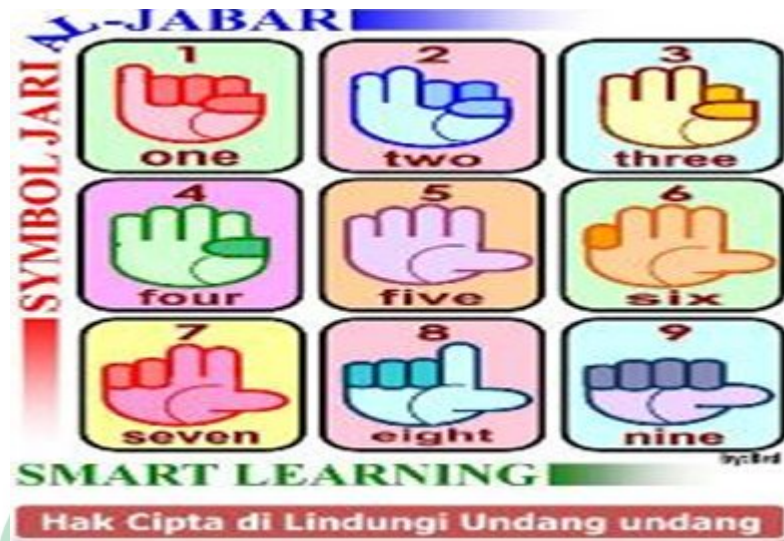 AL-JABAR
SYMBOL JARI
1
one
2
two
3
three
4
four
5
five
6
six
7
seven
8
eight
9
nine
SMART LEARNING
Hak Cipta di Lindungi Undang undang